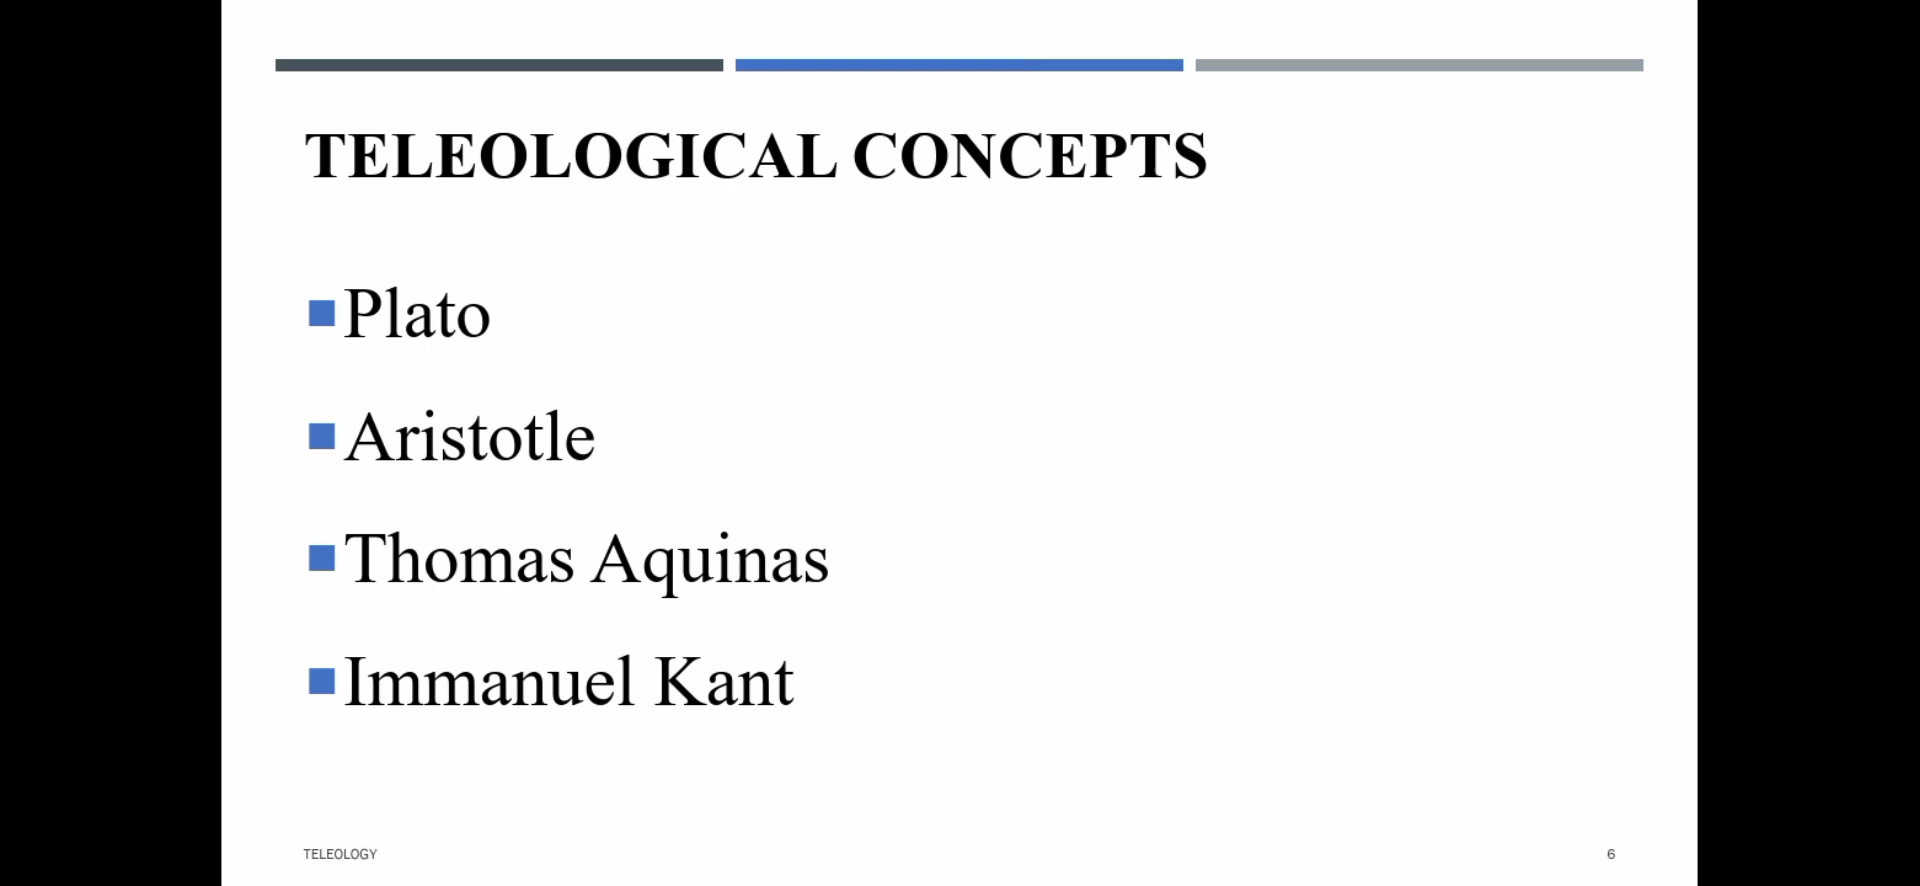 TELEOLOGICAL CONCEPTS
Plato
Aristotle
Thomas Aquinas
Immanuel Kant
TELEOLOGY
6